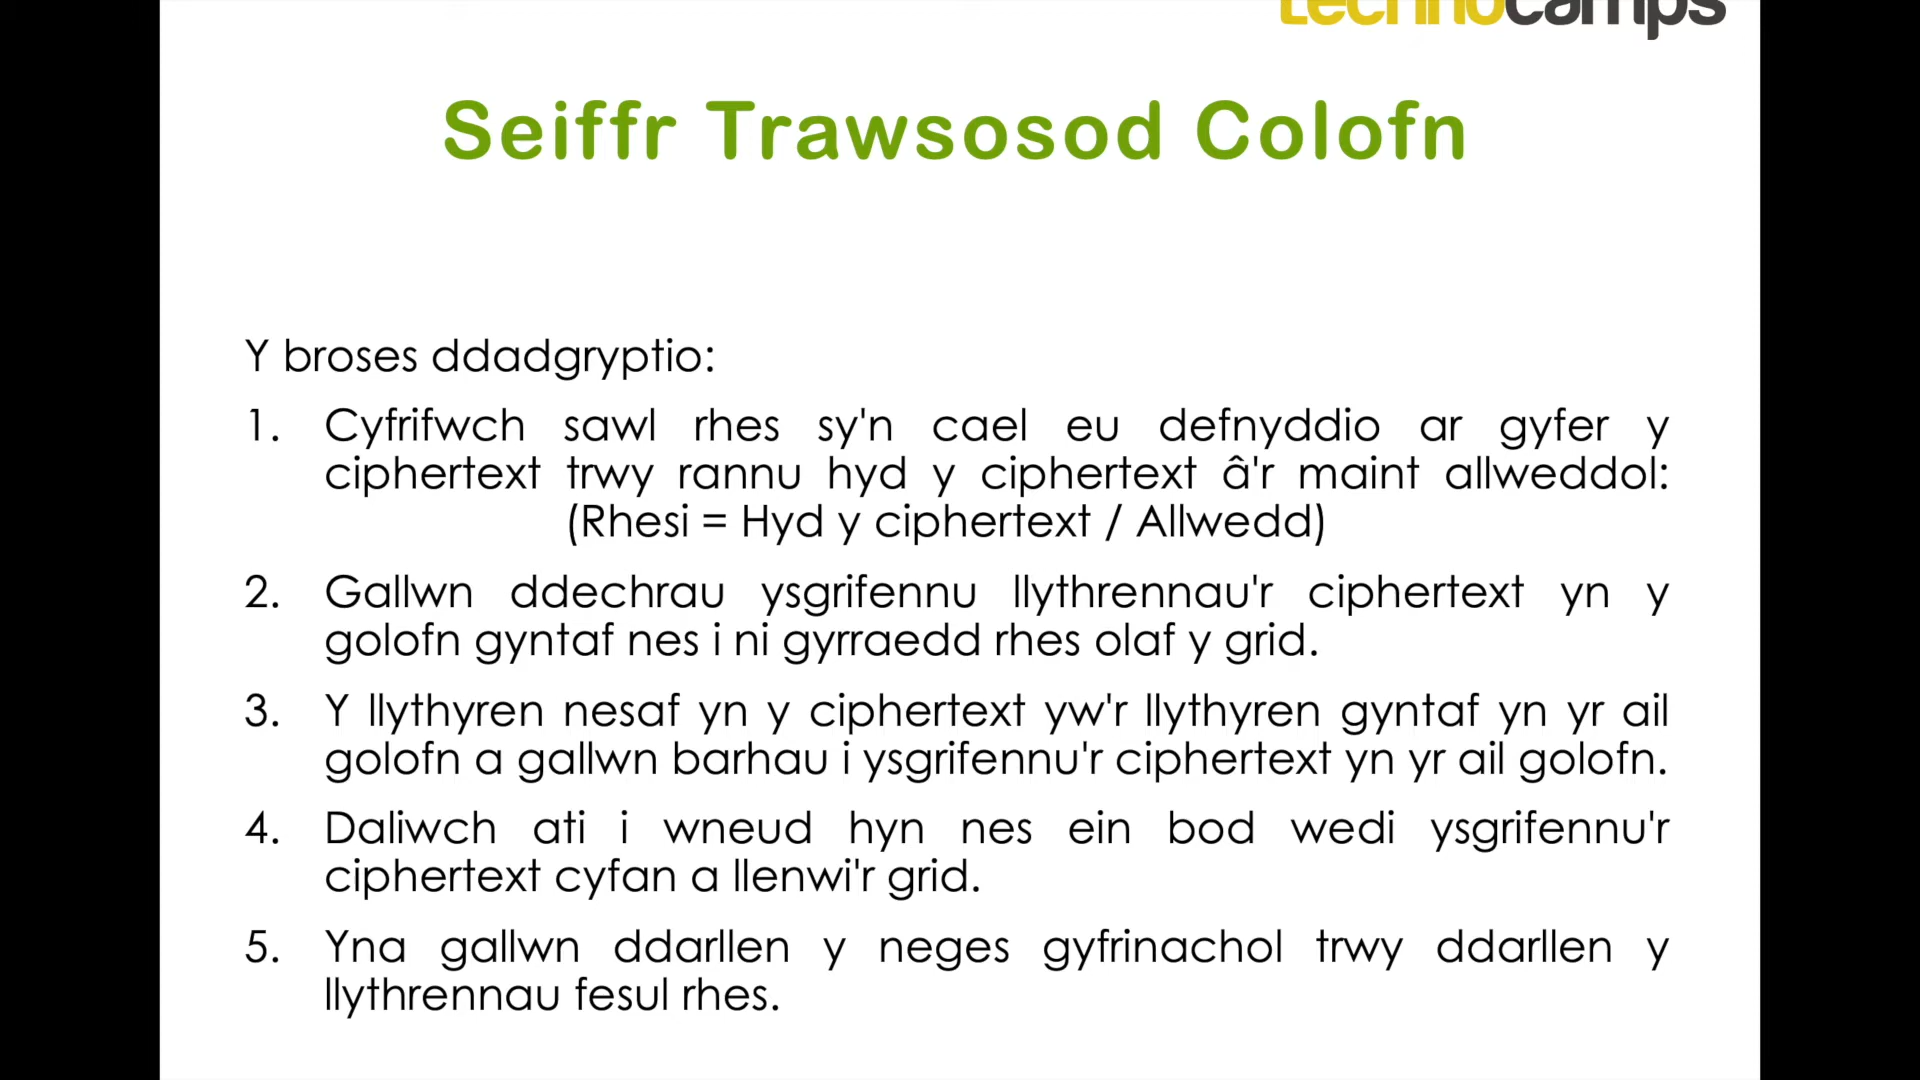 technocamps
Seiffr Trawsosod Colofn
Y broses ddadgryptio:
1. Cyfrifwch sawl rhes sy'n cael eu defnyddio ar gyfer y
ciphertext trwy rannu hyd y ciphertext â'r maint allweddol:
(Rhesi = Hyd y ciphertext / Allwedd)
2. Gallwn ddechrau ysgrifennu llythrennau'r ciphertext yn y
golofn gyntaf nes i ni gyrraedd rhes olaf y grid.
3. Y llythyren nesaf yn y ciphertext yw'r llythyren gyntaf yn yr ail
golofn a gallwn barhau i ysgrifennu'r ciphertext yn yr ail golofn.
4. Daliwch ati i wneud hyn nes ein bod wedi ysgrifennu'r
ciphertext cyfan a llenwi'r grid.
5. Yna gallwn ddarllen y neges gyfrinachol trwy ddarllen y
llythrennau fesul rhes.